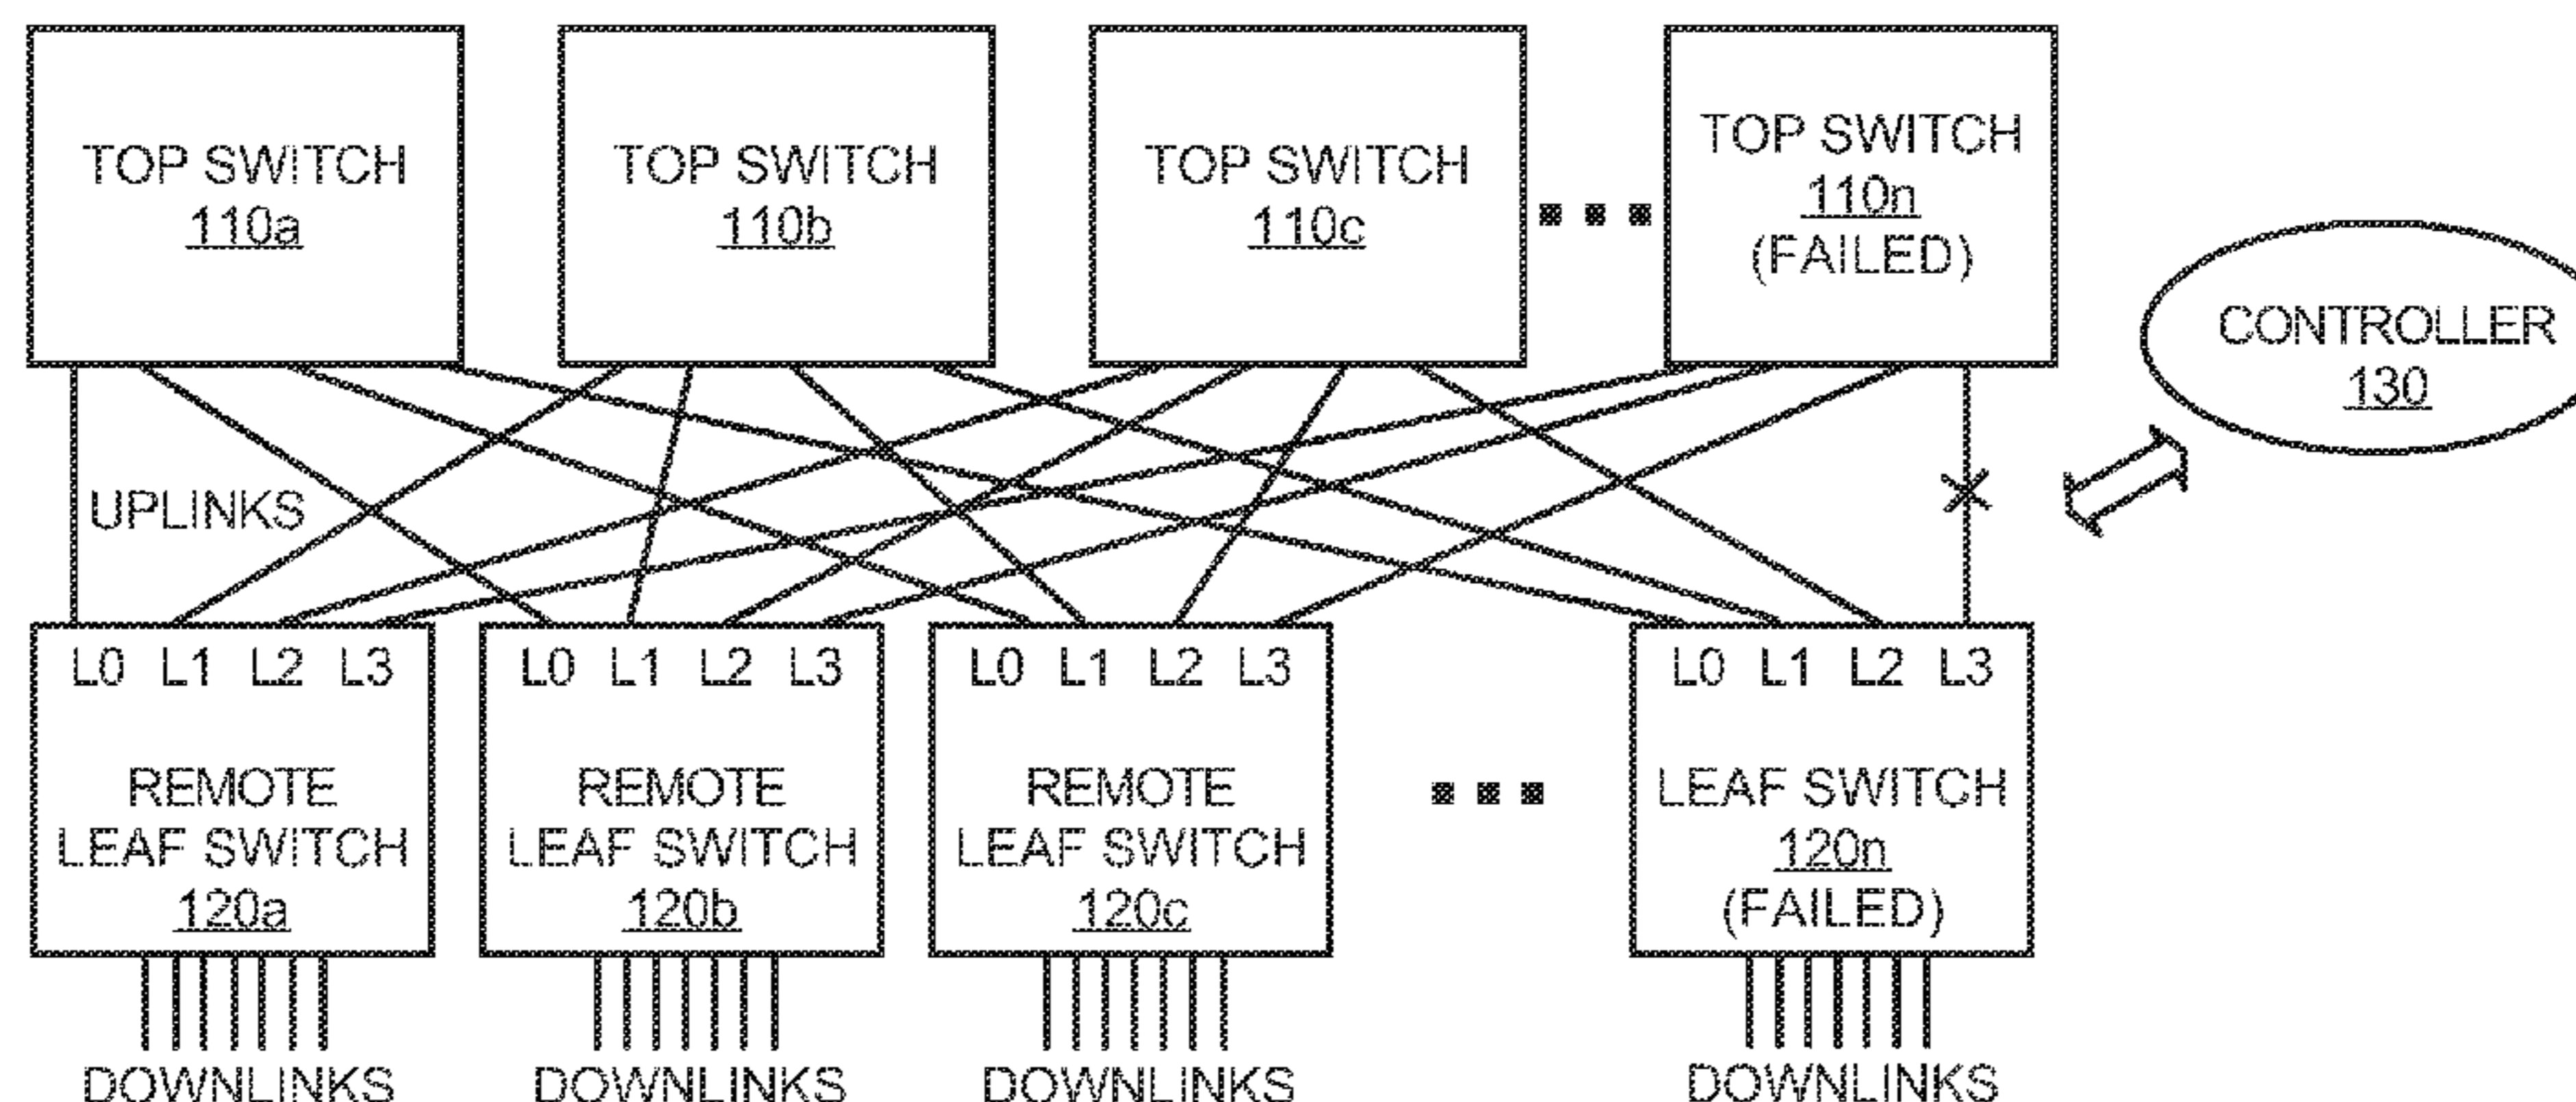 TOP SWITCH
110a
TOP SWITCH
110b
TOP SWITCH
110c
TOP SWITCH
110n
(FAILED)
CONTROLLER
130
UPLINKS
L0 L1 L2 L3
REMOTE
LEAF SWITCH
120a
L0 L1 L2 L3
REMOTE
LEAF SWITCH
120b
L0 L1 L2 L3
REMOTE
LEAF SWITCH
120c
L0 L1 L2 L3
LEAF SWITCH
120n
(FAILED)
DOWNLINKS
DOWNLINKS
DOWNLINKS
DOWNLINKS